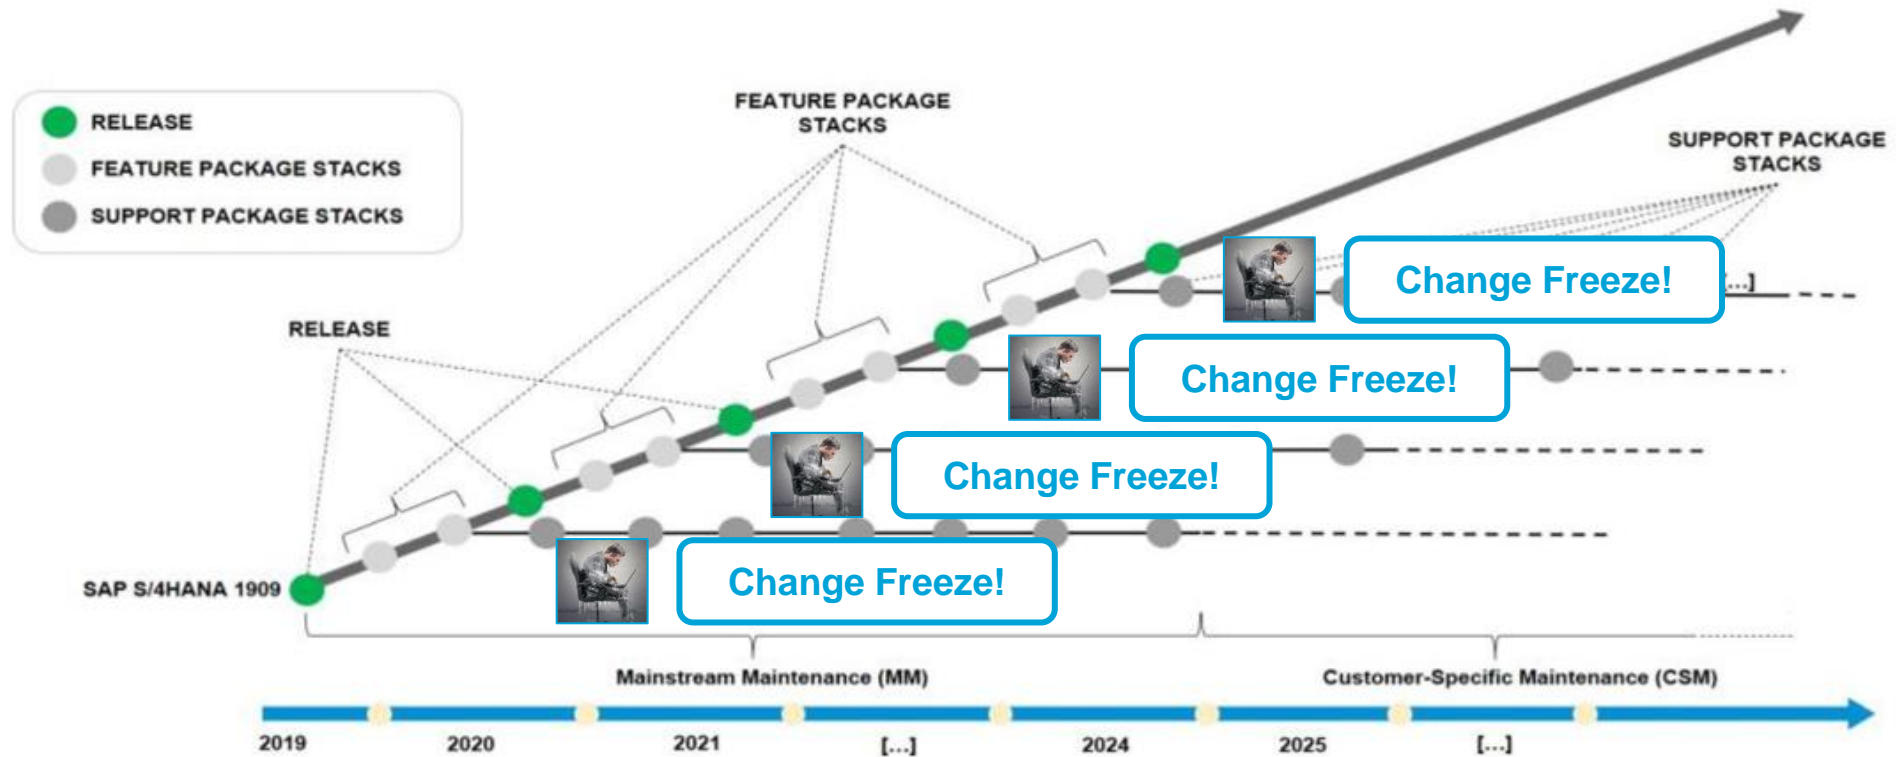 FEATURE PACKAGE
STACKS
RELEASE
FEATURE PACKAGE STACKS
SUPPORT PACKAGE STACKS
SUPPORT PACKAGE
STACKS
Change Freeze!
[...]
RELEASE
Change Freeze!
Change Freeze!
Change Freeze!
SAP S/4HANA 1909
Mainstream Maintenance (MM)
Customer-Specific Maintenance (CSM)
2019
2020
2021
[...]
2024
2025
[...]